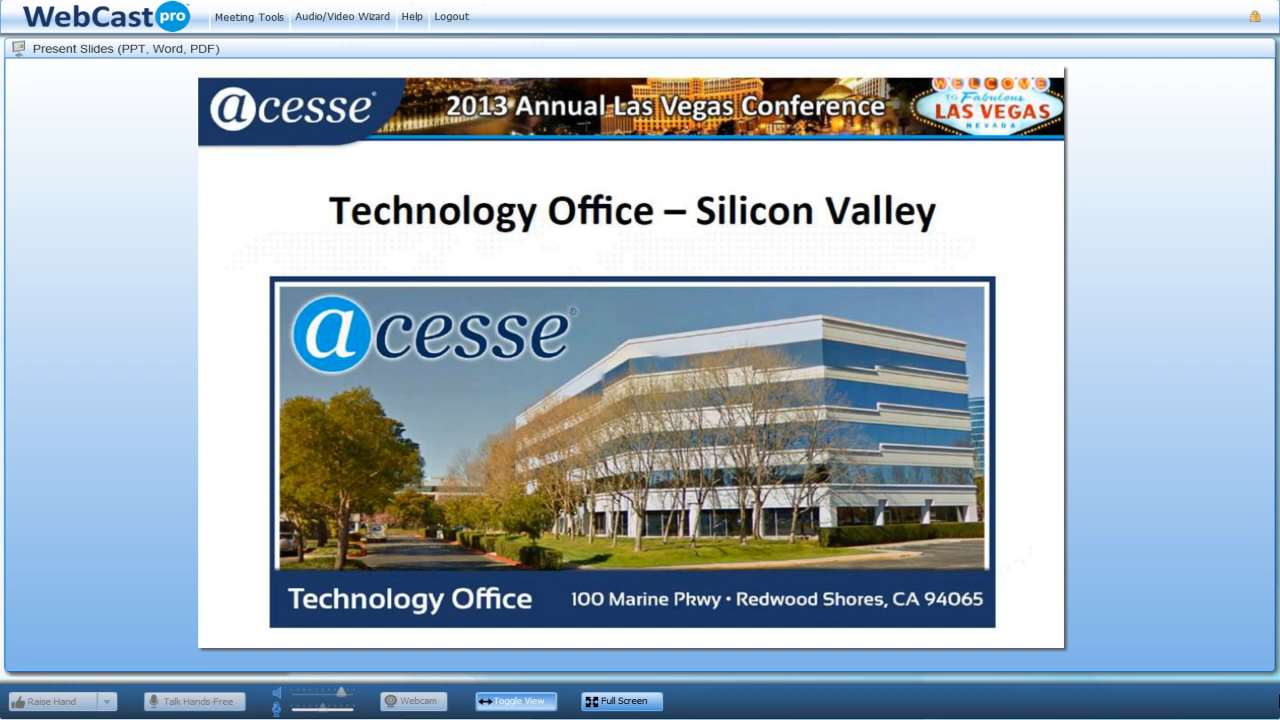 WebCast pro Meeting Tools Audio/Video Wizard Help Logout
Present Slides (PPT, Word, PDF)
acesse® 2013 Annual Las Vegas Conference
WELCOME
TO Fabulous
LAS VEGAS
NEVADA
Technology Office – Silicon Valley
acesse®
Technology Office 100 Marine Pkwy • Redwood Shores, CA 94065
Raise Hand Talk Hands-Free Webcam Toggle View Full Screen